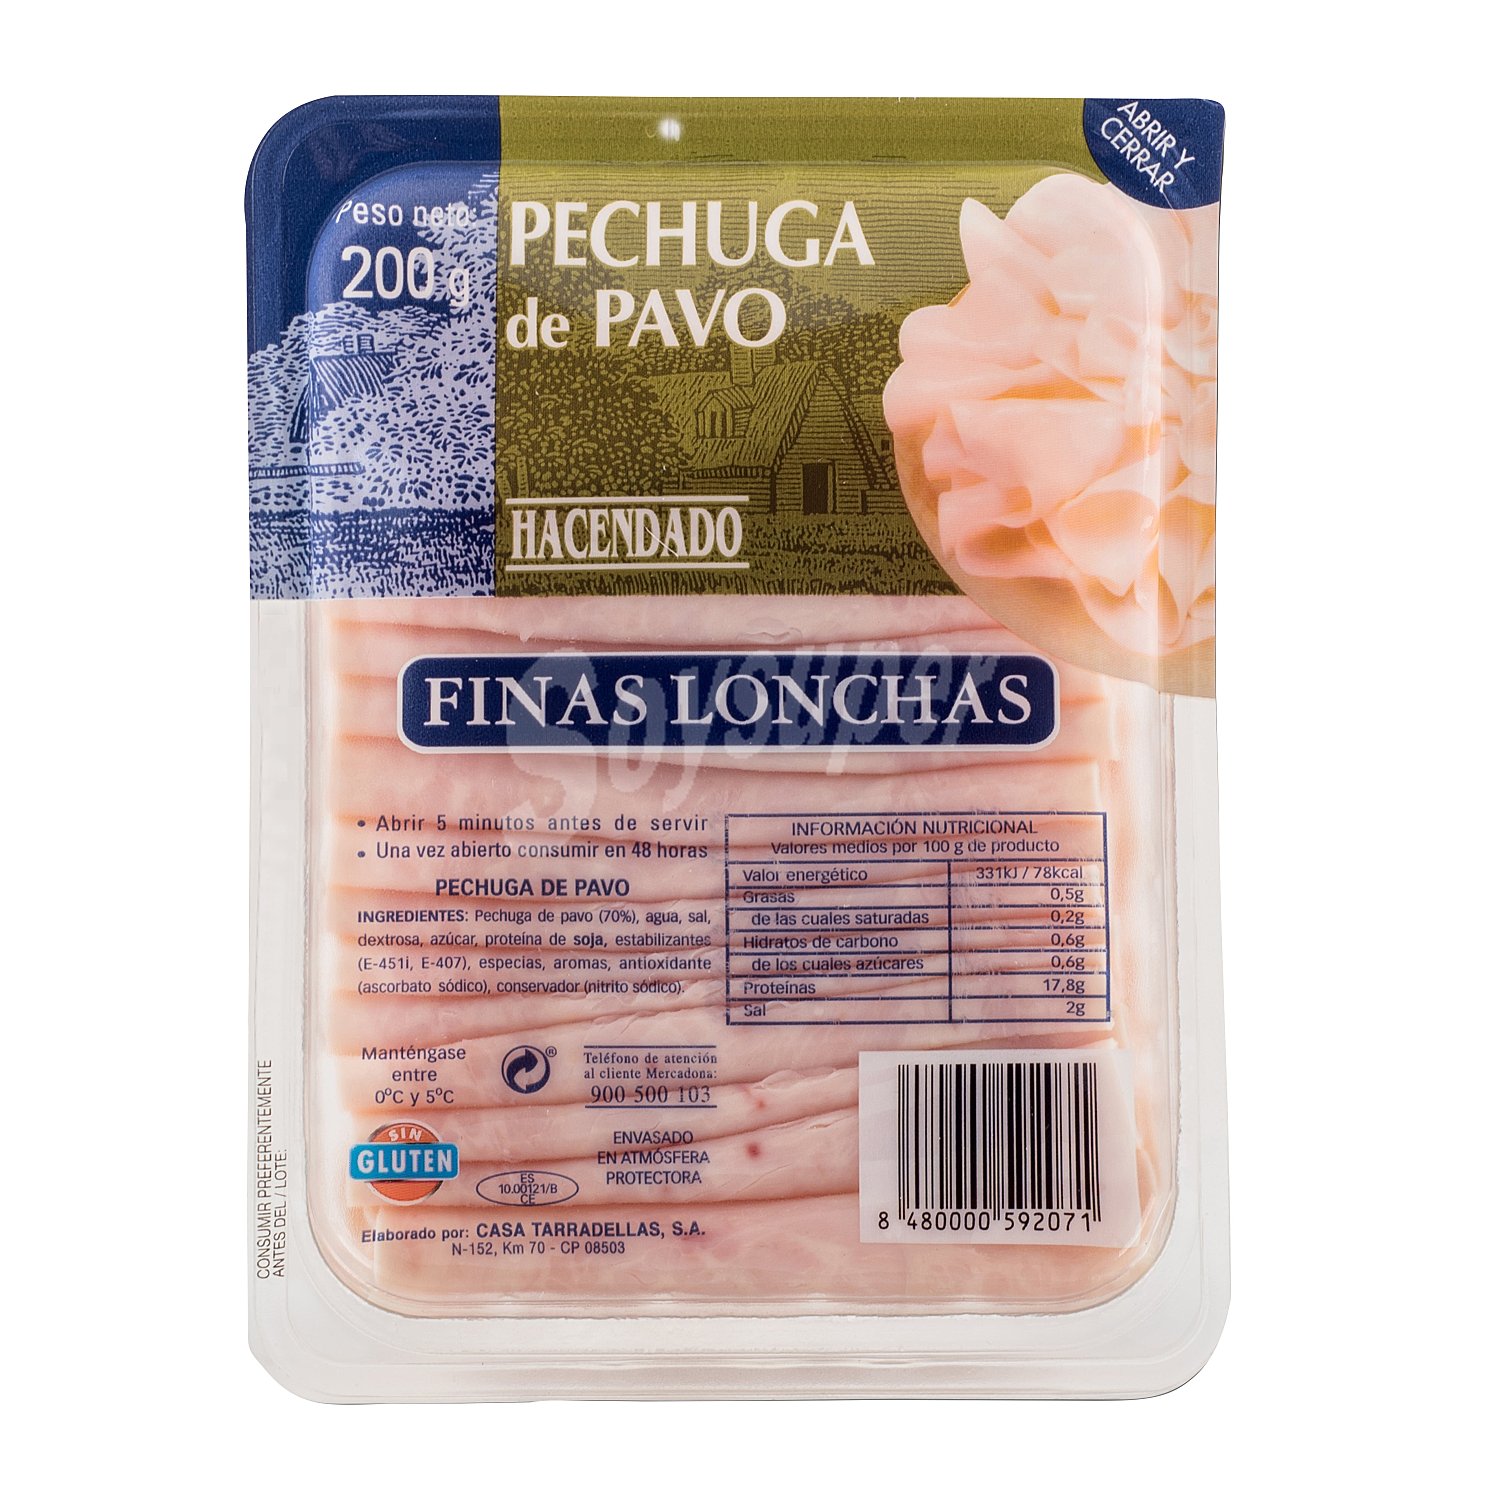 ABRIR Y
CERRAR
Peso neto:
200 g
PECHUGA
de PAVO
HACENDADO
FINAS LONCHAS
Soysuper
• Abrir 5 minutos antes de servir
• Una vez abierto consumir en 48 horas
PECHUGA DE PAVO
INGREDIENTES: Pechuga de pavo (70%), agua, sal,
dextrosa, azúcar, proteína de soja, estabilizantes
(E-451i, E-407), especias, aromas, antioxidante
(ascorbato sódico), conservador (nitrito sódico).
INFORMACIÓN NUTRICIONAL
Valores medios por 100 g de producto
Valor energético 331kJ / 78kcal
Grasas 0,5g
de las cuales saturadas 0,2g
Hidratos de carbono 0,6g
de los cuales azúcares 0,6g
Proteínas 17,8g
Sal 2g
Manténgase
entre
0ºC y 5ºC
®
Teléfono de atención
al cliente Mercadona:
900 500 103
SIN
GLUTEN
ES
10.00121/B
CE
ENVASADO
EN ATMÓSFERA
PROTECTORA
Elaborado por: CASA TARRADELLAS, S.A.
N-152, Km 70 - CP 08503
8 480000 592071
CONSUMIR PREFERENTEMENTE
ANTES DEL / LOTE: